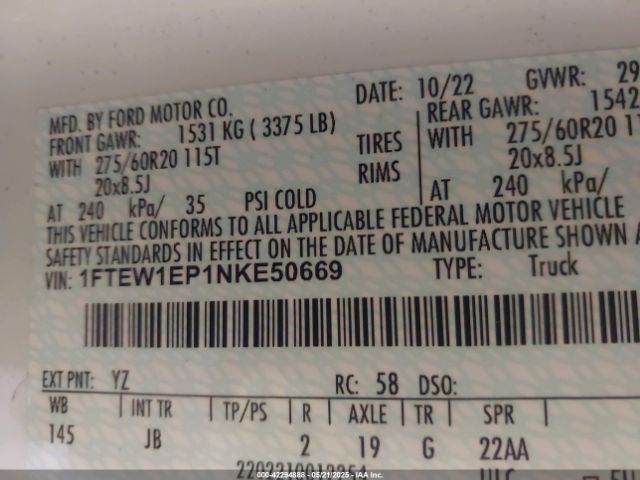 DATE: 10/22 GVWR: 29
MFD. BY FORD MOTOR CO.
FRONT GAWR: 1531 KG ( 3375 LB) REAR GAWR: 1542
WITH 275/60R20 115T TIRES WITH 275/60R20 11
20x8.5J RIMS 20x8.5J
AT 240 kPa/ 35 PSI COLD AT 240 kPa/
THIS VEHICLE CONFORMS TO ALL APPLICABLE FEDERAL MOTOR VEHICLE
SAFETY STANDARDS IN EFFECT ON THE DATE OF MANUFACTURE SHOWN A
VIN: 1FTEW1EP1NKE50669 TYPE: Truck
EXT PNT: YZ RC: 58 DSO:
WB INT TR TP/PS R AXLE TR SPR
145 JB 2 19 G 22AA
© 42294888 - 05/21/2025 - IAA Inc.